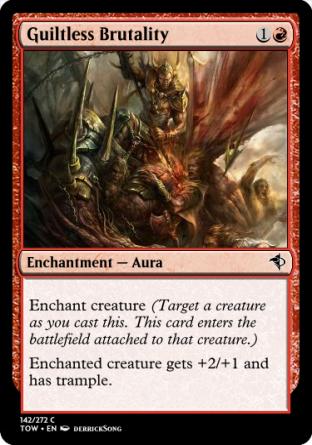 Guiltless Brutality 1
Enchantment — Aura
Enchant creature (Target a creature
as you cast this. This card enters the
battlefield attached to that creature.)
Enchanted creature gets +2/+1 and
has trample.
142/272 C
TOW • EN DERRICKSONG